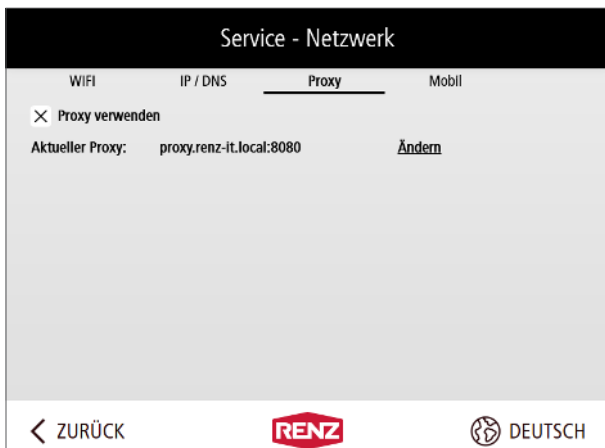 Service - Netzwerk
WIFI IP / DNS Proxy Mobil
Proxy verwenden
Aktueller Proxy: proxy.renz-it.local:8080 Ändern
ZURÜCK RENZ DEUTSCH